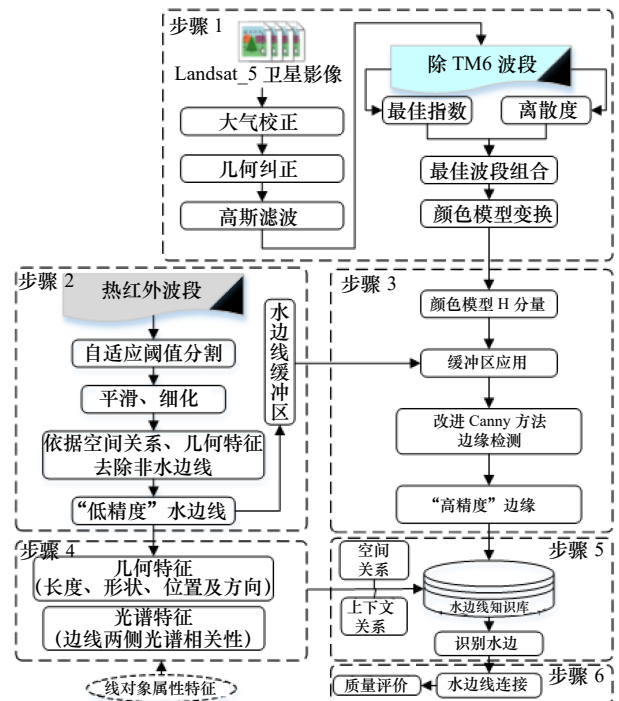 步骤 1
Landsat_5 卫星影像
大气校正
几何纠正
高斯滤波
除 TM6 波段
最佳指数
离散度
最佳波段组合
颜色模型变换
步骤 2
热红外波段
自适应阈值分割
平滑、细化
依据空间关系、几何特征
去除非水边线
“低精度”水边线
水边线缓冲区
步骤 3
颜色模型 H 分量
缓冲区应用
改进 Canny 方法
边缘检测
“高精度”边缘
步骤 4
几何特征
(长度、形状、位置及方向)
光谱特征
(边线两侧光谱相关性)
线对象属性特征
步骤 5
空间
关系
上下文
关系
水边线知识库
识别水边
步骤 6
水边线连接
质量评价